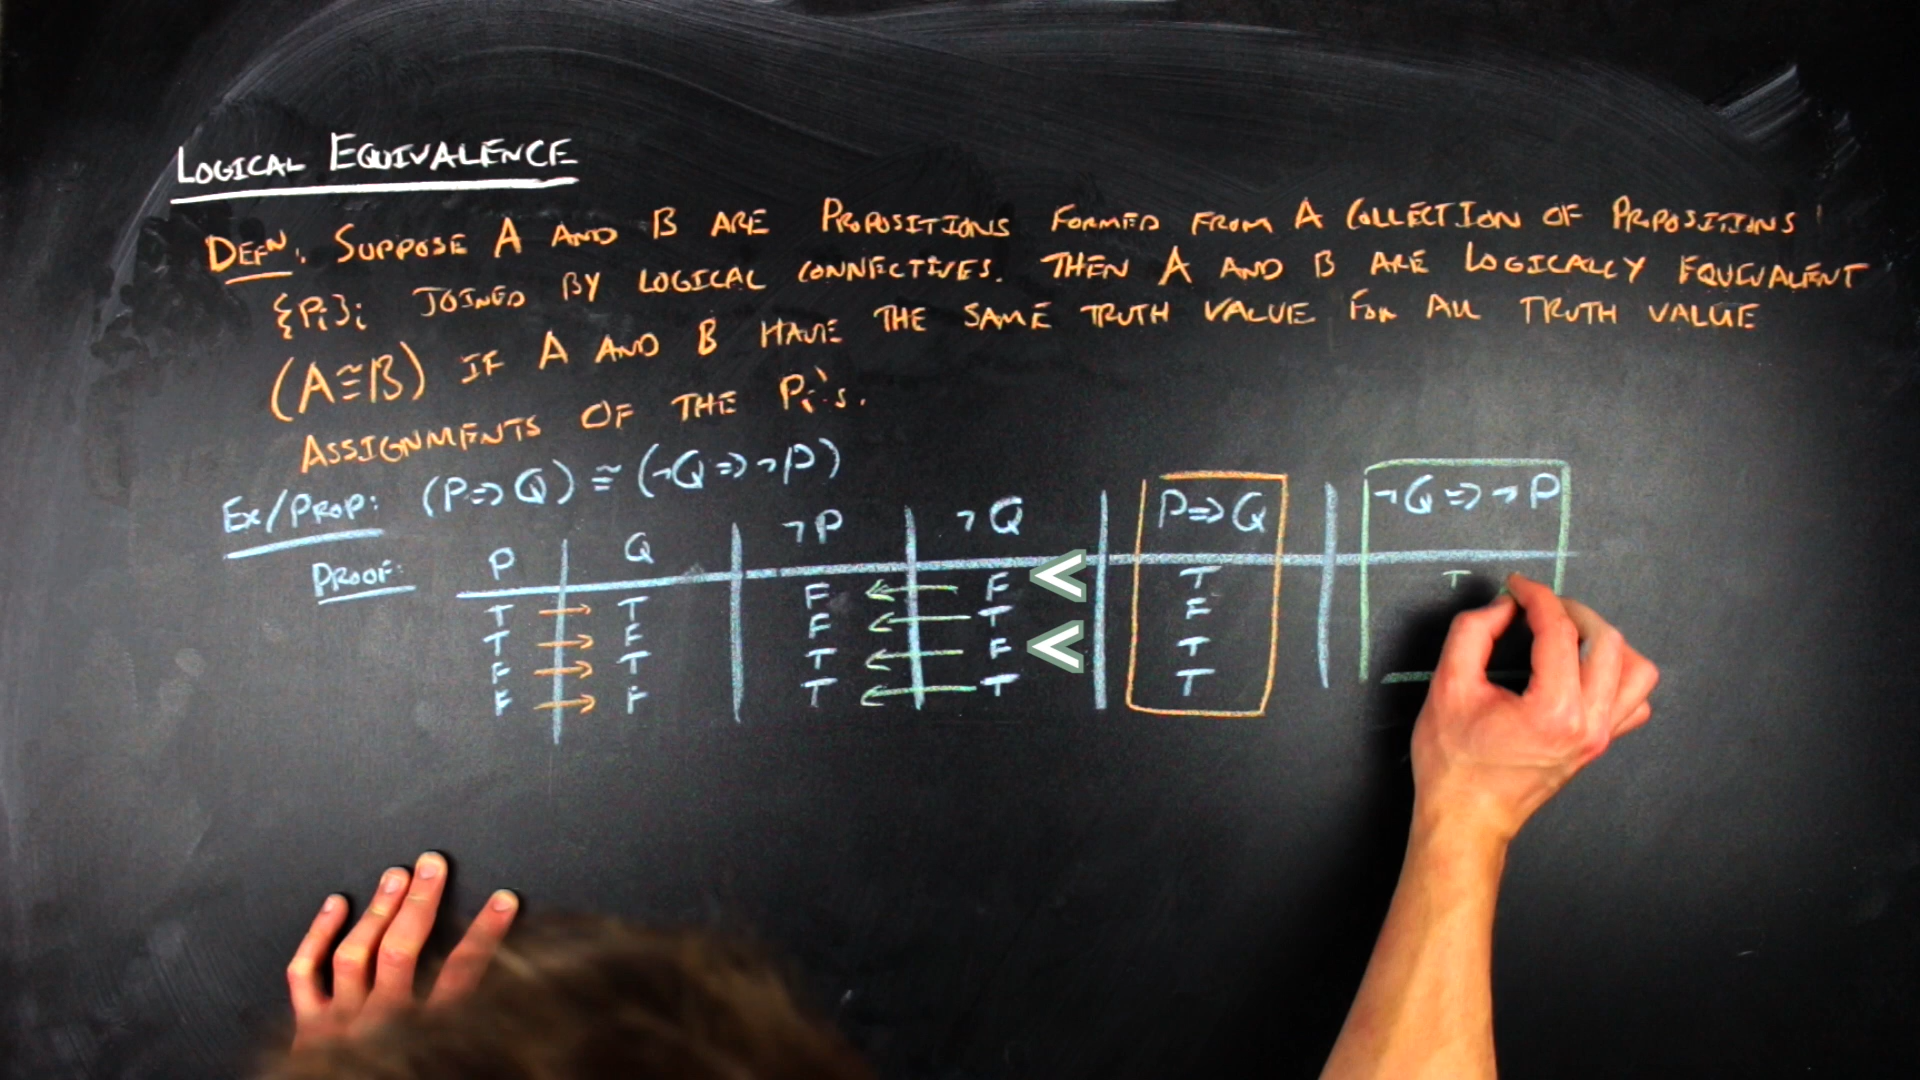 LOGICAL EQUIVALENCE
DEFN. SUPPOSE A AND B ARE PROPOSITIONS FORMED FROM A COLLECTION OF PROPOSITIONS
{Pi}i JOINED BY LOGICAL CONNECTIVES. THEN A AND B ARE LOGICALLY EQUIVALENT
(A≅B) IF A AND B HAVE THE SAME TRUTH VALUE FOR ALL TRUTH VALUE
ASSIGNMENTS OF THE Pi's.
EX/PROP: (P⇒Q) ≅ (¬Q⇒¬P)
PROOF: P Q ¬P ¬Q P⇒Q ¬Q⇒¬P
T → T F ← F < T T
T → F F ← T F
F → T T ← F < T
F → F T ← T T